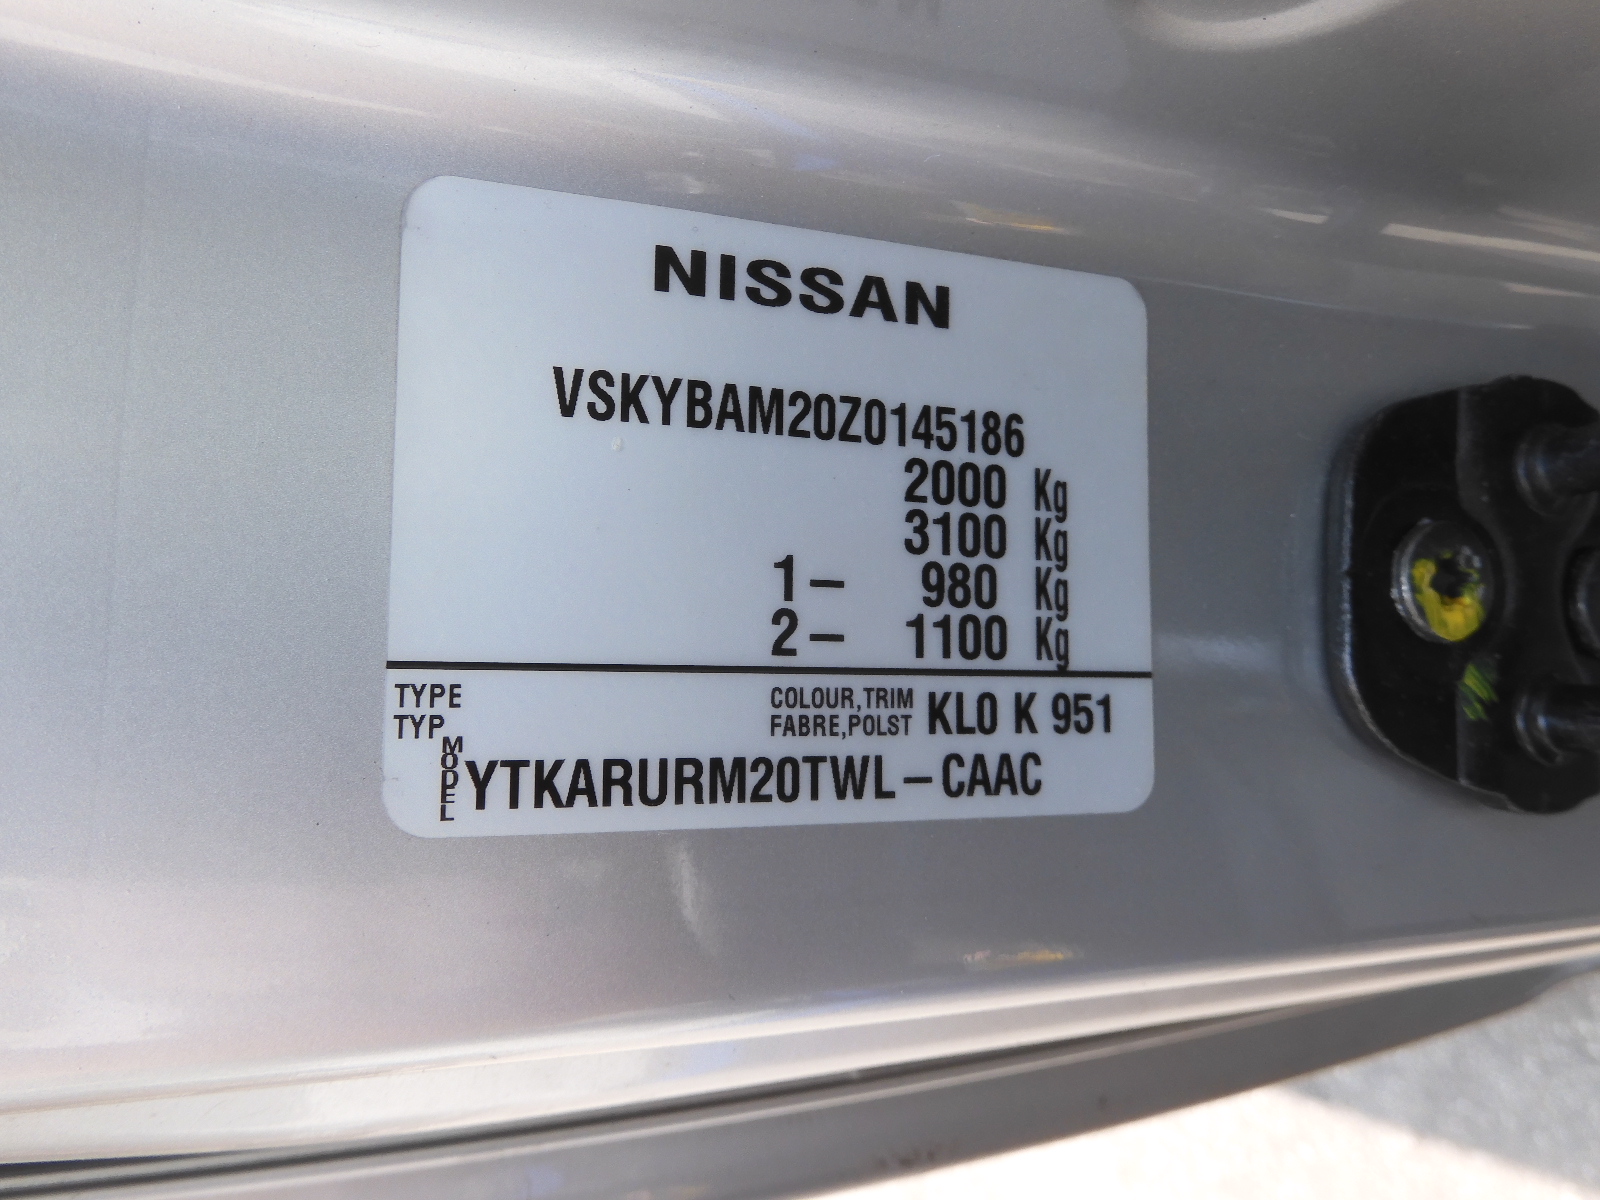 NISSAN
VSKYBAM20Z0145186
2000 Kg
3100 Kg
1- 980 Kg
2- 1100 Kg
TYPE
TYP
COLOUR,TRIM
FABRE,POLST
KL0 K 951
MODEL
YTKARURM20TWL-CAAC